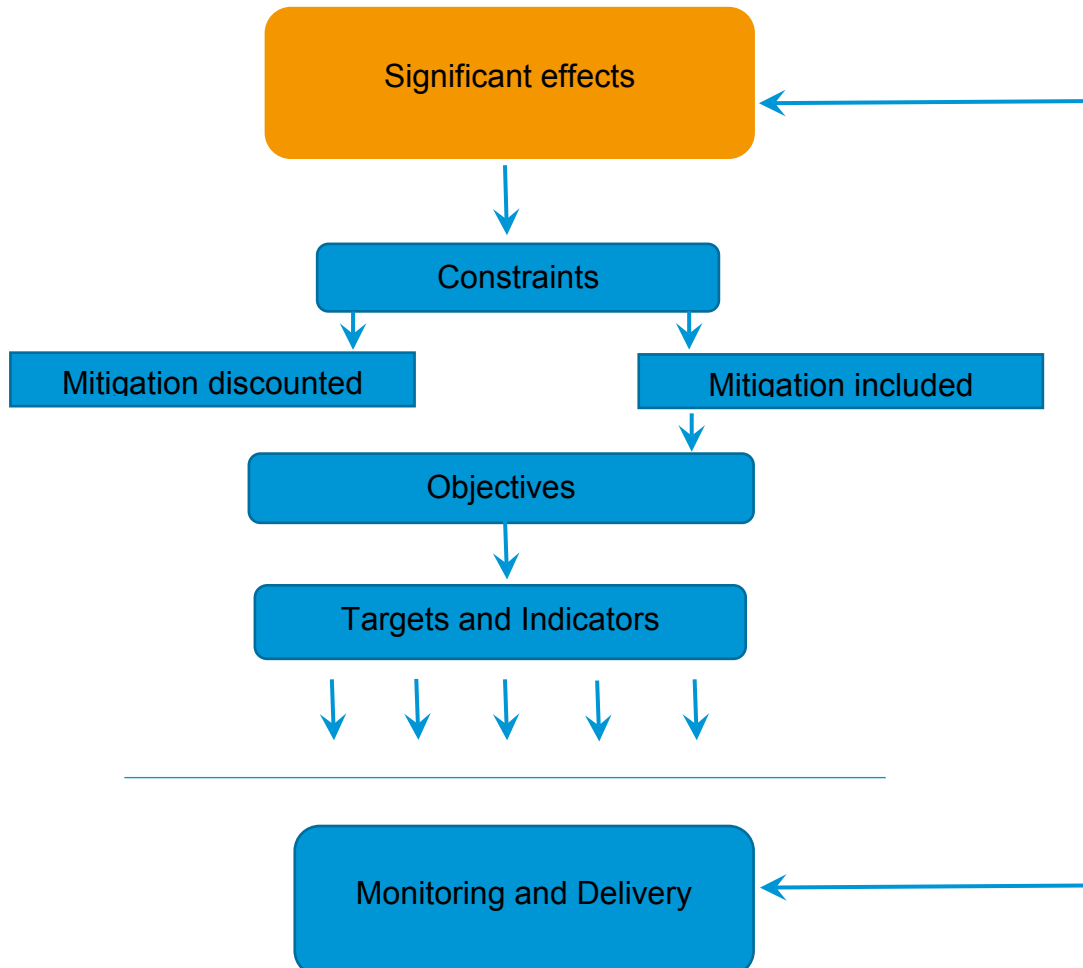 Significant effects
Constraints
Mitigation discounted
Mitigation included
Objectives
Targets and Indicators
Monitoring and Delivery